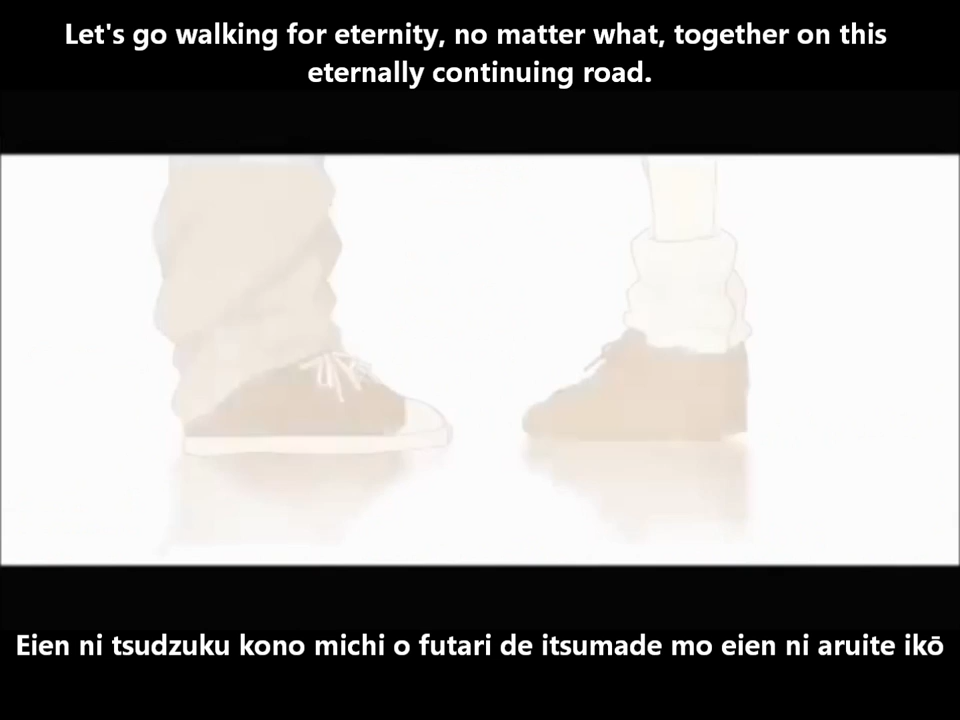 Let's go walking for eternity, no matter what, together on this
eternally continuing road.
Eien ni tsudzuku kono michi o futari de itsumade mo eien ni aruite ikō